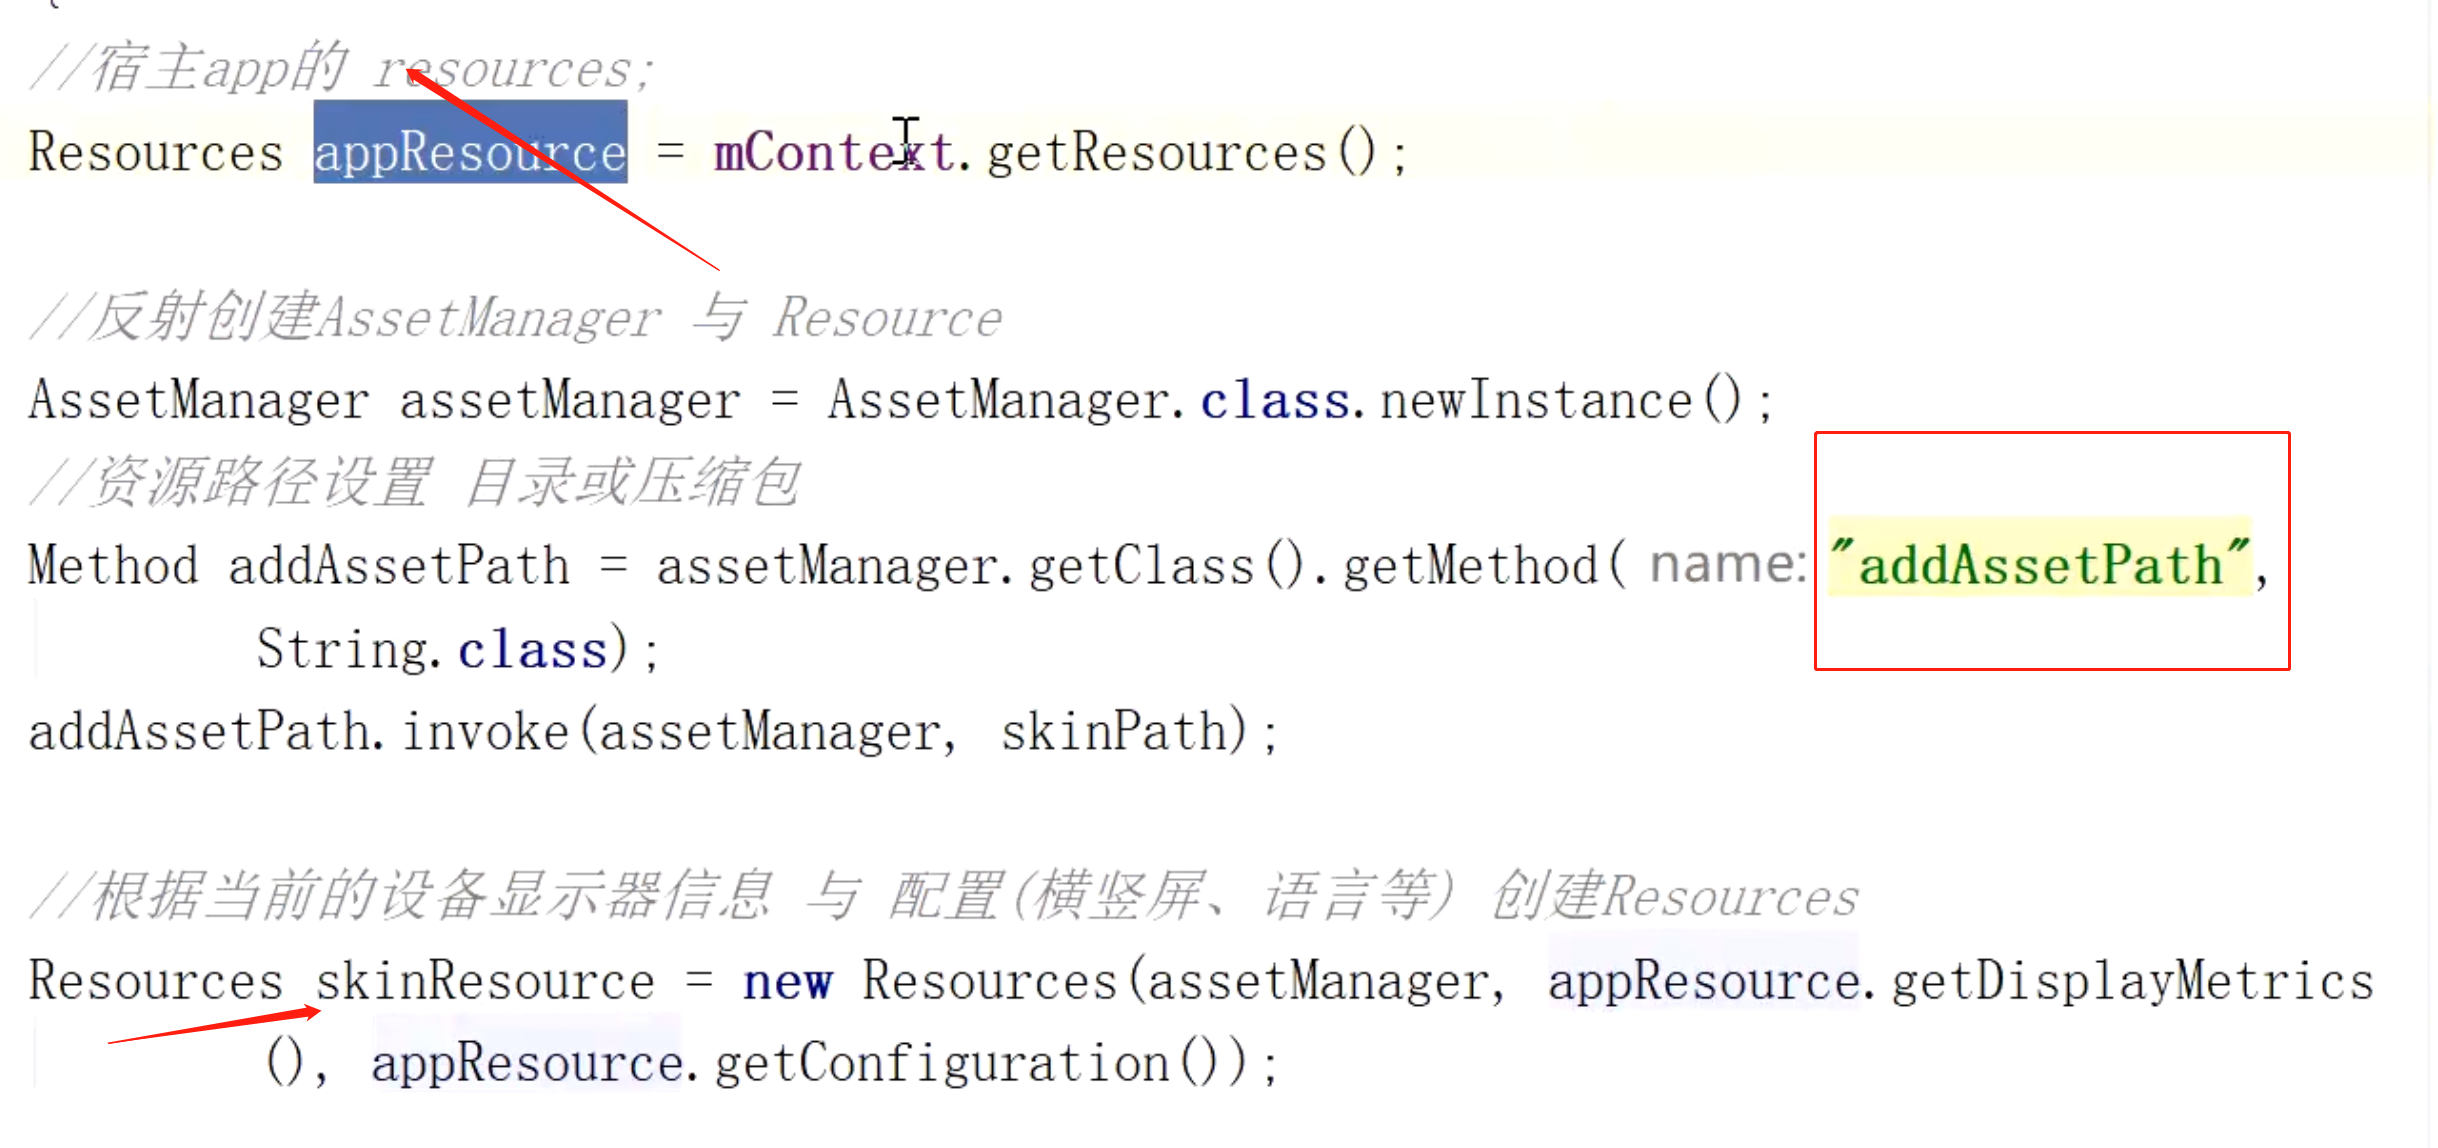 //宿主app的 resources;
Resources appResource = mContext.getResources();
//反射创建AssetManager 与 Resource
AssetManager assetManager = AssetManager.class.newInstance();
//资源路径设置 目录或压缩包
Method addAssetPath = assetManager.getClass().getMethod( name: "addAssetPath",
String.class);
addAssetPath.invoke(assetManager, skinPath);
//根据当前的设备显示器信息 与 配置(横竖屏、语言等) 创建Resources
Resources skinResource = new Resources(assetManager, appResource.getDisplayMetrics
(), appResource.getConfiguration());